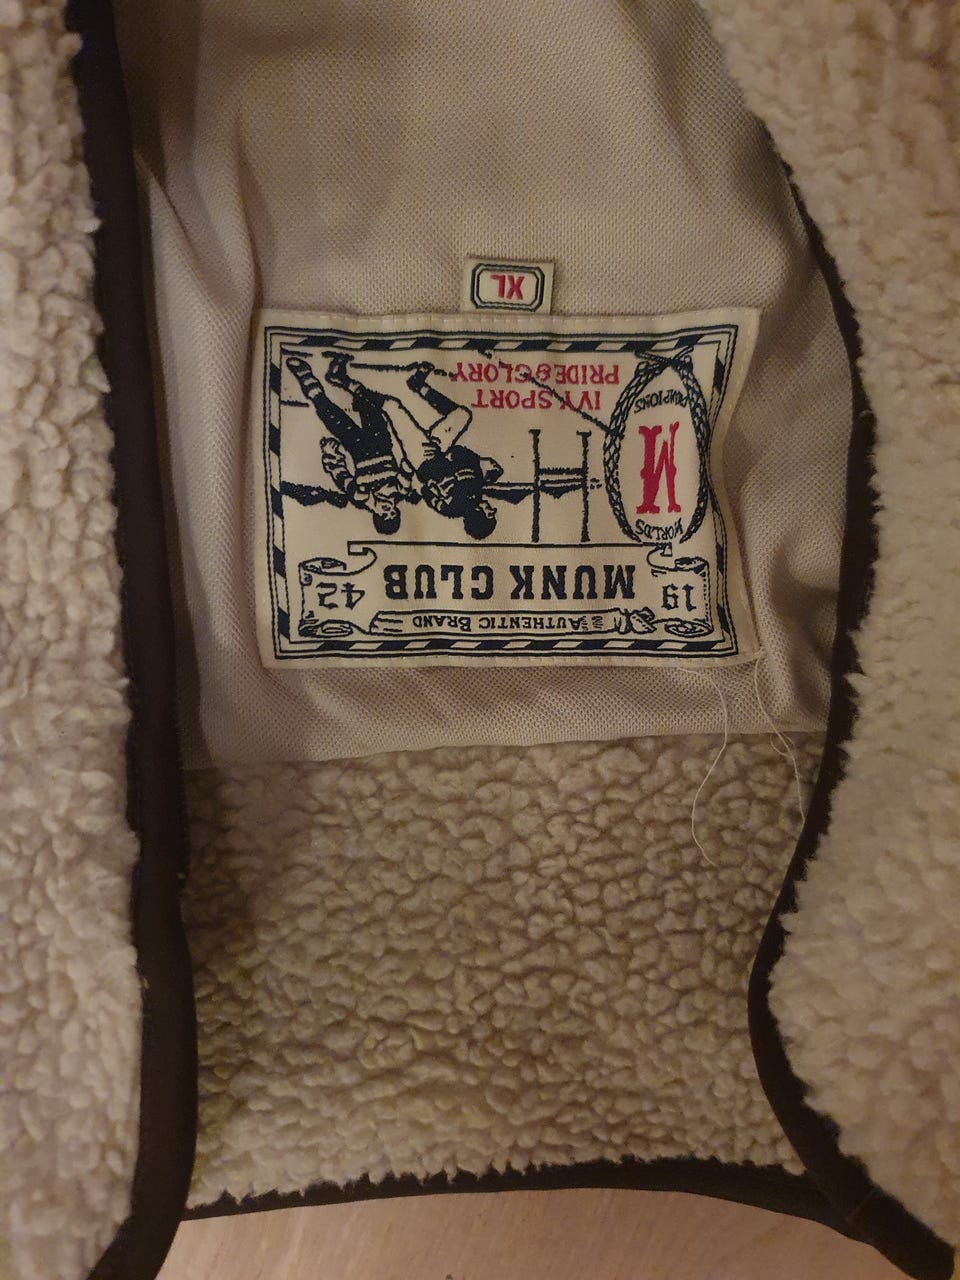 AUTHENTIC BRAND
19 MUNK CLUB 42
WORLDS
M
CHAMPIONS
IVY SPORT
PRIDE & GLORY
XL